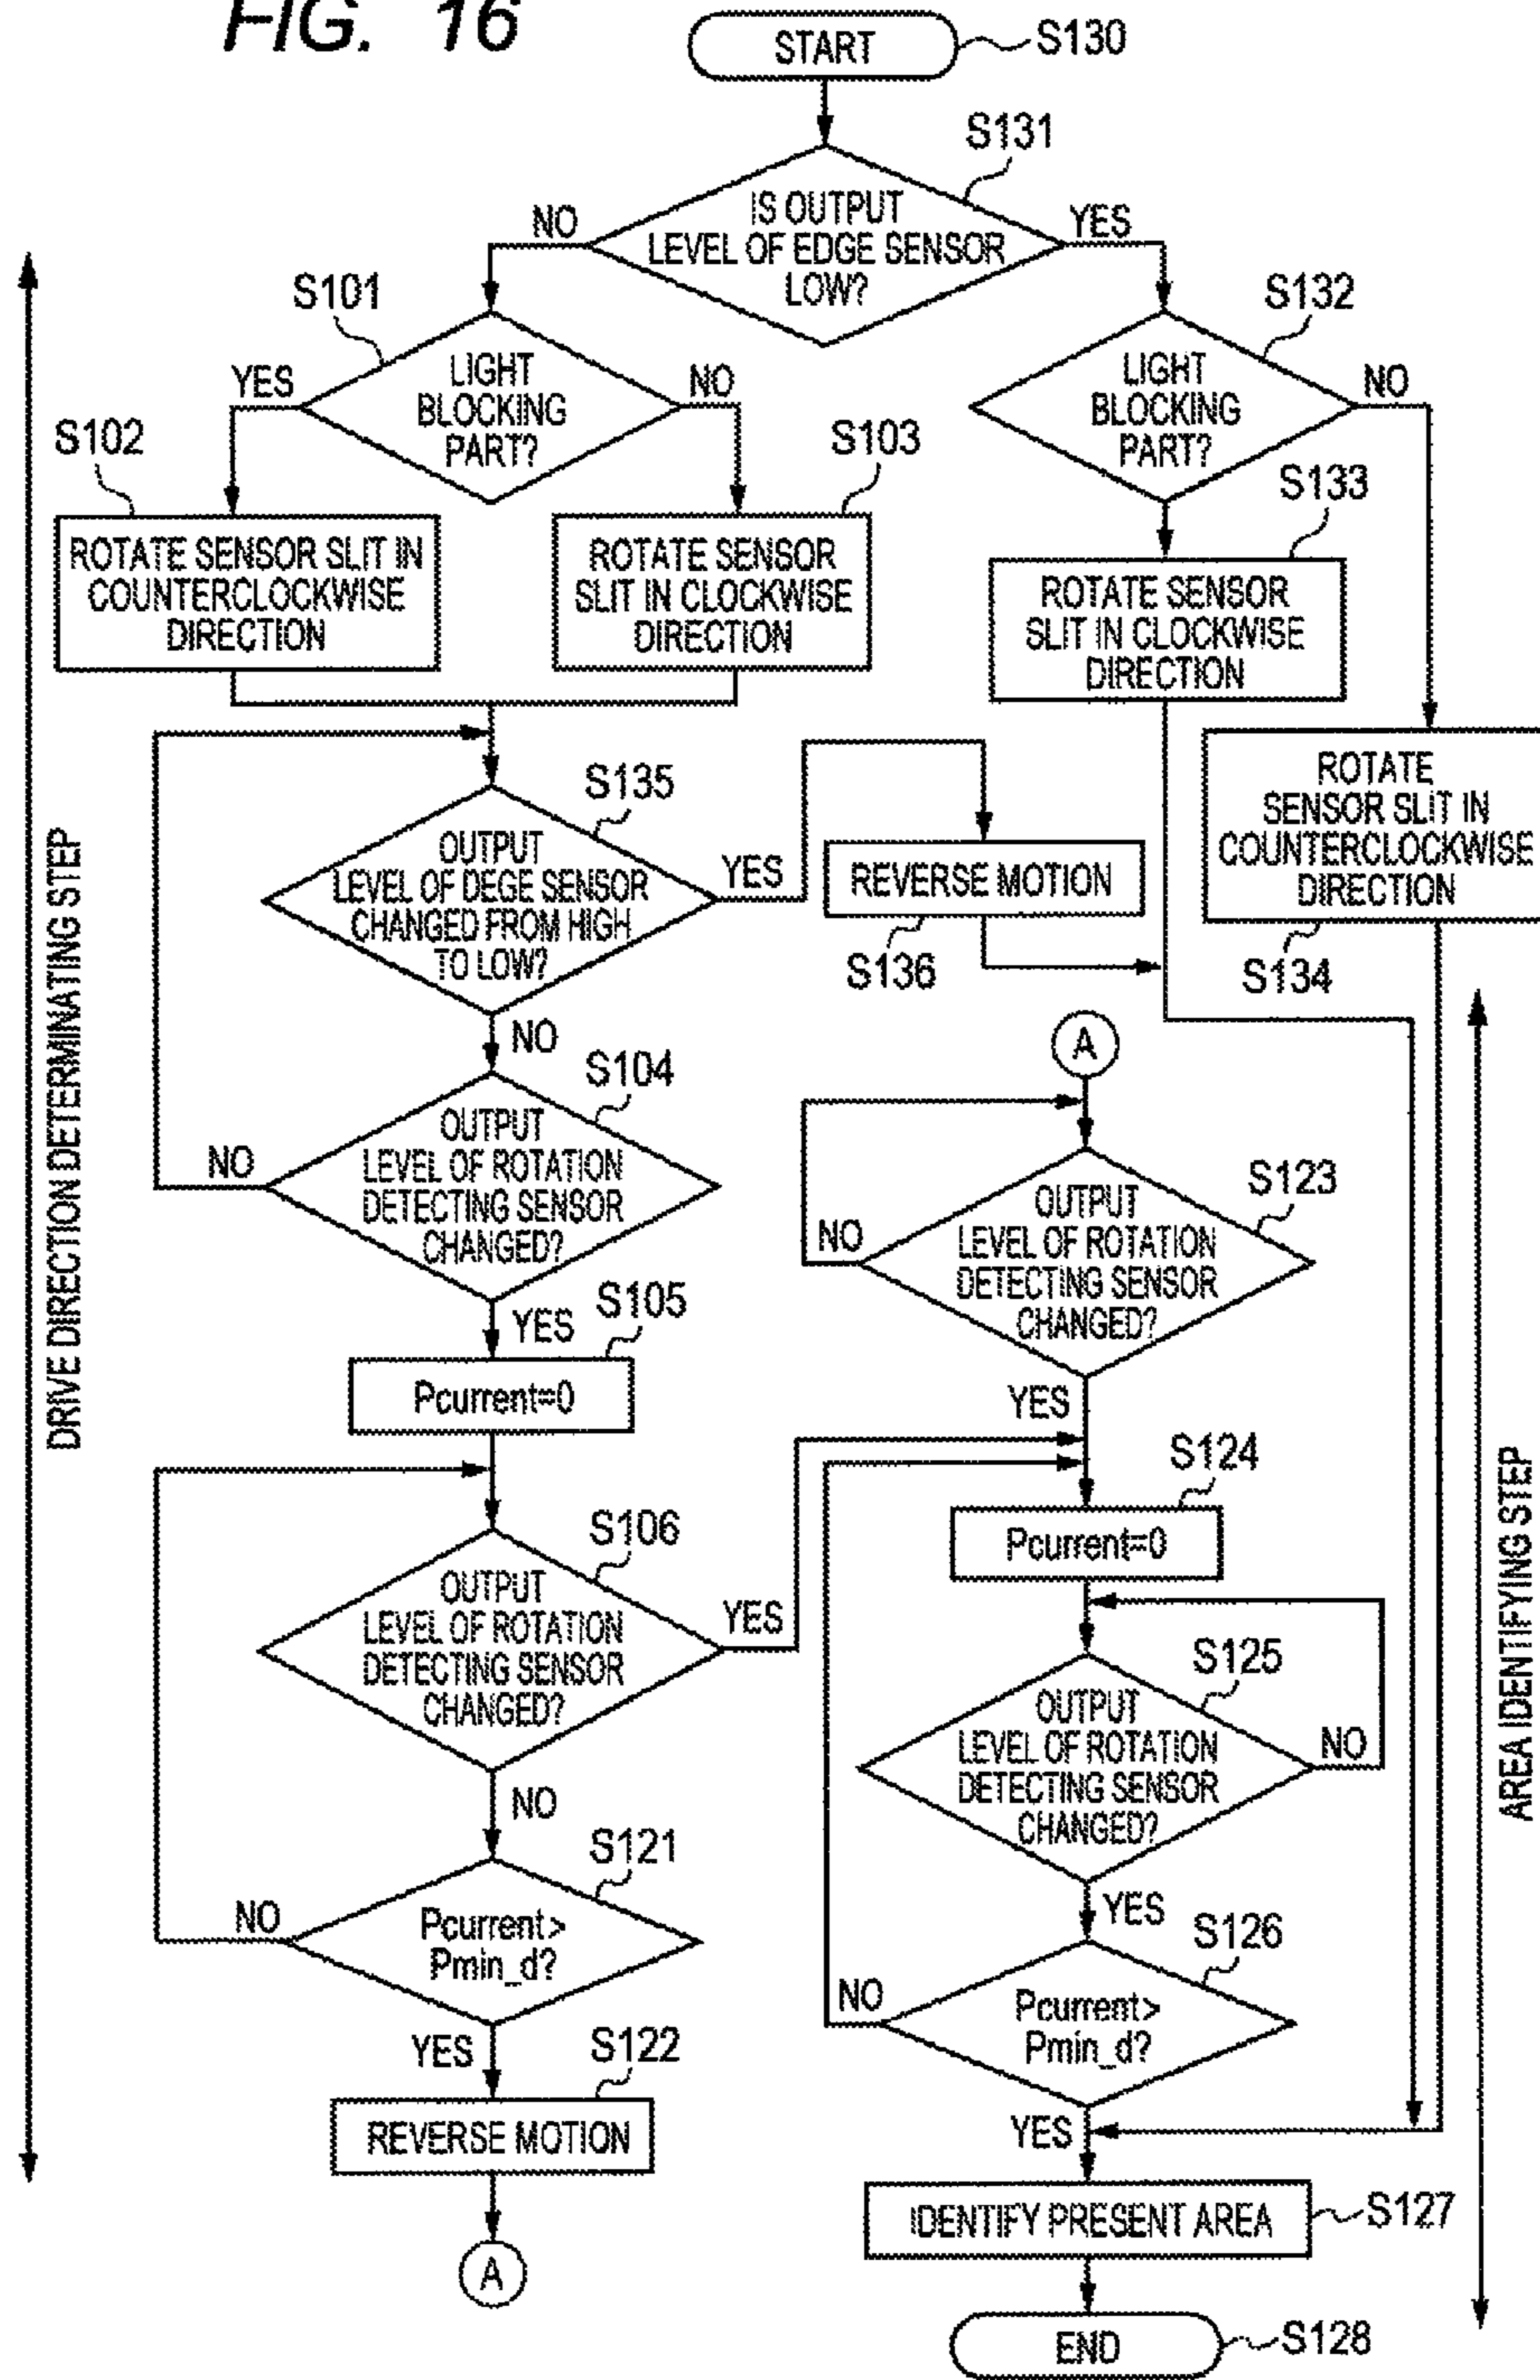 FIG. 16
START
S130
S131
IS OUTPUT
LEVEL OF EDGE SENSOR
LOW?
NO
YES
S101
LIGHT
BLOCKING
PART?
YES
NO
S132
LIGHT
BLOCKING
PART?
NO
S102
ROTATE SENSOR SLIT IN
COUNTERCLOCKWISE
DIRECTION
S103
ROTATE SENSOR
SLIT IN CLOCKWISE
DIRECTION
S133
ROTATE SENSOR
SLIT IN CLOCKWISE
DIRECTION
ROTATE
SENSOR SLIT IN
COUNTERCLOCKWISE
DIRECTION
S134
S135
OUTPUT
LEVEL OF DEGE SENSOR
CHANGED FROM HIGH
TO LOW?
YES
NO
REVERSE MOTION
S136
DRIVE DIRECTION DETERMINATING STEP
S104
OUTPUT
LEVEL OF ROTATION
DETECTING SENSOR
CHANGED?
NO
YES
S105
Pcurrent=0
S106
OUTPUT
LEVEL OF ROTATION
DETECTING SENSOR
CHANGED?
YES
NO
S121
Pcurrent>
Pmin_d?
NO
YES
S122
REVERSE MOTION
A
A
S123
OUTPUT
LEVEL OF ROTATION
DETECTING SENSOR
CHANGED?
NO
YES
S124
Pcurrent=0
S125
OUTPUT
LEVEL OF ROTATION
DETECTING SENSOR
CHANGED?
NO
YES
S126
Pcurrent>
Pmin_d?
NO
YES
IDENTIFY PRESENT AREA
S127
END
S128
AREA IDENTIFYING STEP